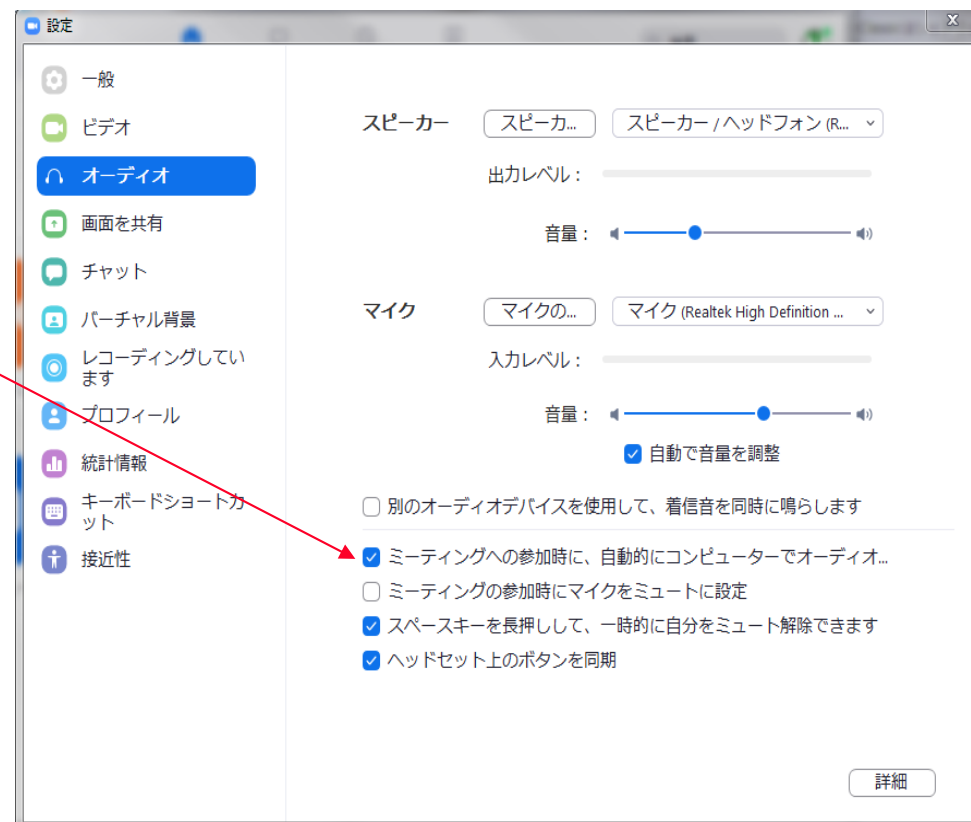 設定
一般
ビデオ
オーディオ
画面を共有
チャット
バーチャル背景
レコーディングしてい
ます
プロフィール
統計情報
キーボードショートカ
ット
接近性
スピーカー スピーカ... スピーカー / ヘッドフォン (R...
出力レベル：
音量：
マイク マイクの... マイク (Realtek High Definition ...
入力レベル：
音量：
自動で音量を調整
別のオーディオデバイスを使用して、着信音を同時に鳴らします
ミーティングへの参加時に、自動的にコンピューターでオーディオ...
ミーティングの参加時にマイクをミュートに設定
スペースキーを長押しして、一時的に自分をミュート解除できます
ヘッドセット上のボタンを同期
詳細